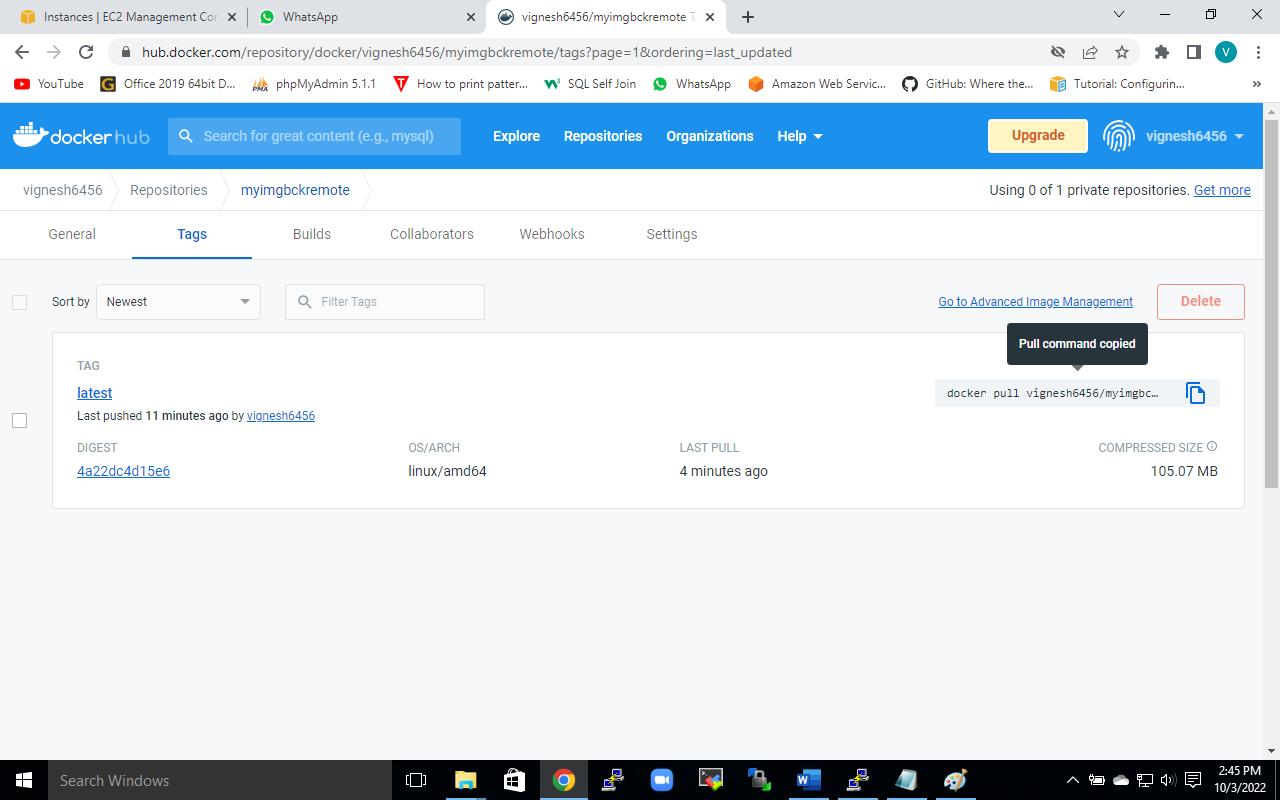 Instances | EC2 Management Con
WhatsApp
vignesh6456/myimgbckremote T
hub.docker.com/repository/docker/vignesh6456/myimgbckremote/tags?page=1&ordering=last_updated
V
YouTube
Office 2019 64bit D...
phpMyAdmin 5.1.1
How to print patter...
SQL Self Join
WhatsApp
Amazon Web Servic...
GitHub: Where the...
Tutorial: Configurin...
docker hub
Search for great content (e.g., mysql)
Explore
Repositories
Organizations
Help
Upgrade
vignesh6456
vignesh6456
Repositories
myimgbckremote
Using 0 of 1 private repositories. Get more
General
Tags
Builds
Collaborators
Webhooks
Settings
Sort by
Newest
Filter Tags
Go to Advanced Image Management
Delete
Pull command copied
TAG
latest
docker pull vignesh6456/myimgbc…
Last pushed 11 minutes ago by vignesh6456
DIGEST
OS/ARCH
LAST PULL
COMPRESSED SIZE
4a22dc4d15e6
linux/amd64
4 minutes ago
105.07 MB
Search Windows
2:45 PM
10/3/2022